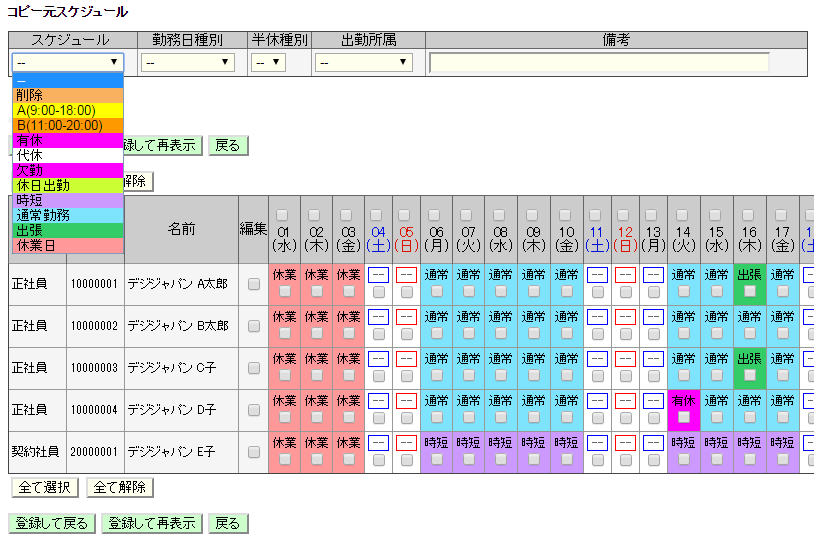 コピー元スケジュール
スケジュール 勤務日種別 半休種別 出勤所属 備考
-- -- -- --
--
削除
A(9:00-18:00)
B(11:00-20:00)
有休
代休
欠勤
休日出勤
時短
通常勤務
出張
休業日
録して再表示 戻る
解除
名前 編集 01 02 03 04 05 06 07 08 09 10 11 12 13 14 15 16 17
(水) (木) (金) (土) (日) (月) (火) (水) (木) (金) (土) (日) (月) (火) (水) (木) (金)
正社員 10000001 デジジャパン A太郎 休業 休業 休業 -- -- 通常 通常 通常 通常 通常 -- -- -- 通常 通常 出張 通常
正社員 10000002 デジジャパン B太郎 休業 休業 休業 -- -- 通常 通常 通常 通常 通常 -- -- -- 通常 通常 通常 通常
正社員 10000003 デジジャパン C子 休業 休業 休業 -- -- 通常 通常 通常 通常 通常 -- -- -- 通常 通常 出張 通常
正社員 10000004 デジジャパン D子 休業 休業 休業 -- -- 通常 通常 通常 通常 通常 -- -- -- 有休 通常 通常 通常
契約社員 20000001 デジジャパン E子 休業 休業 休業 -- -- 時短 時短 時短 時短 時短 -- -- -- 時短 時短 時短 時短
全て選択 全て解除
登録して戻る 登録して再表示 戻る